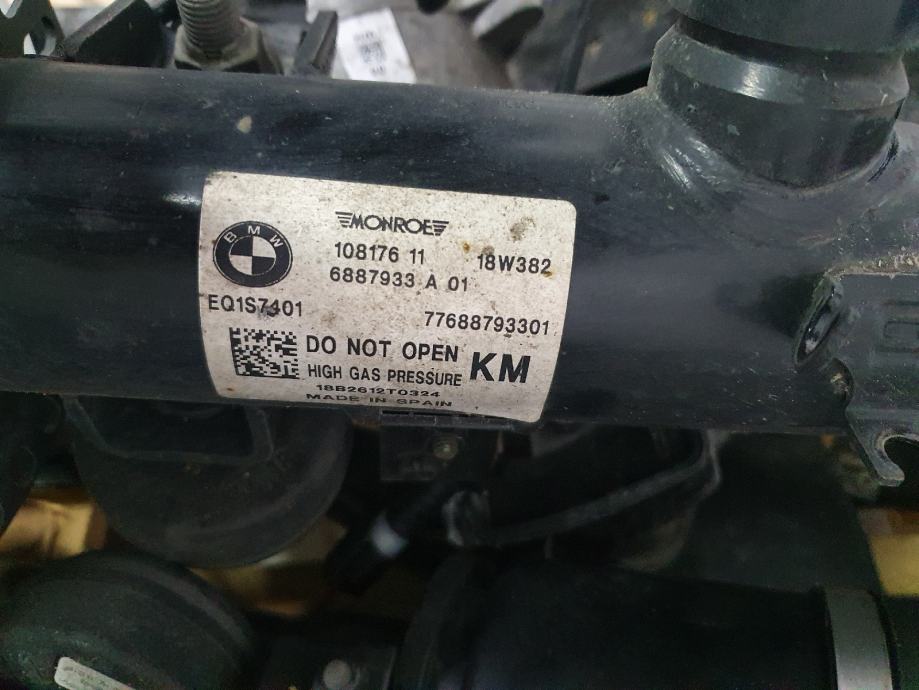 MONROE
BMW
108176 11
18W382
6887933 A 01
EQ1S7401
77688793301
DO NOT OPEN
KM
HIGH GAS PRESSURE
18B2612T0324
MADE IN SPAIN